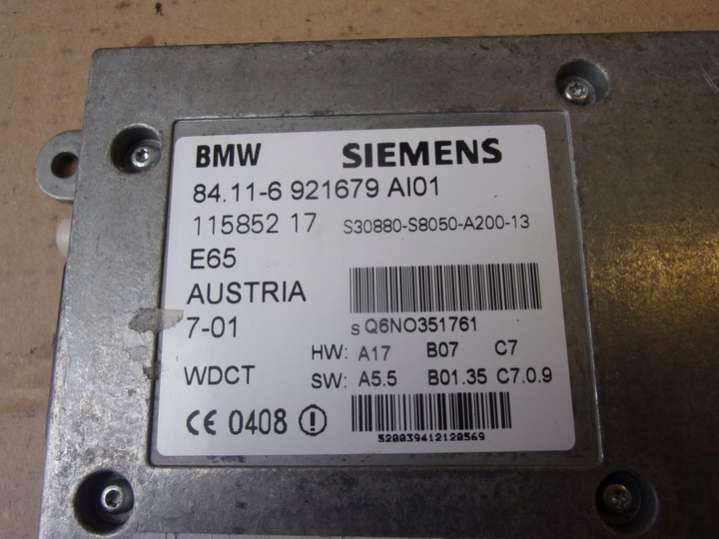 BMW SIEMENS
84.11-6 921679 AI01
115852 17 S30880-S8050-A200-13
E65
AUSTRIA
7-01 s Q6NO351761
HW: A17 B07 C7
WDCT SW: A5.5 B01.35 C7.0.9
CE 0408
520039412120569